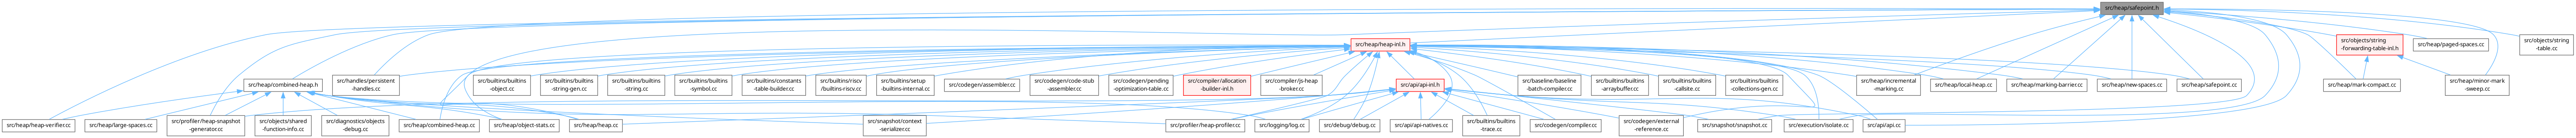 src/heap/safepoint.h
src/heap/heap-inl.h
src/objects/string
-forwarding-table-inl.h
src/heap/paged-spaces.cc
src/objects/string
-table.cc
src/heap/combined-heap.h
src/handles/persistent
-handles.cc
src/builtins/builtins
-object.cc
src/builtins/builtins
-string-gen.cc
src/builtins/builtins
-string.cc
src/builtins/builtins
-symbol.cc
src/builtins/constants
-table-builder.cc
src/builtins/riscv
/builtins-riscv.cc
src/builtins/setup
-builtins-internal.cc
src/codegen/assembler.cc
src/codegen/code-stub
-assembler.cc
src/codegen/pending
-optimization-table.cc
src/compiler/allocation
-builder-inl.h
src/compiler/js-heap
-broker.cc
src/api/api-inl.h
src/baseline/baseline
-batch-compiler.cc
src/builtins/builtins
-arraybuffer.cc
src/builtins/builtins
-callsite.cc
src/builtins/builtins
-collections-gen.cc
src/heap/incremental
-marking.cc
src/heap/local-heap.cc
src/heap/marking-barrier.cc
src/heap/new-spaces.cc
src/heap/safepoint.cc
src/heap/mark-compact.cc
src/heap/minor-mark
-sweep.cc
src/heap/heap-verifier.cc
src/heap/large-spaces.cc
src/profiler/heap-snapshot
-generator.cc
src/objects/shared
-function-info.cc
src/diagnostics/objects
-debug.cc
src/heap/combined-heap.cc
src/heap/object-stats.cc
src/heap/heap.cc
src/snapshot/context
-serializer.cc
src/profiler/heap-profiler.cc
src/logging/log.cc
src/debug/debug.cc
src/api/api-natives.cc
src/builtins/builtins
-trace.cc
src/codegen/compiler.cc
src/codegen/external
-reference.cc
src/snapshot/snapshot.cc
src/execution/isolate.cc
src/api/api.cc